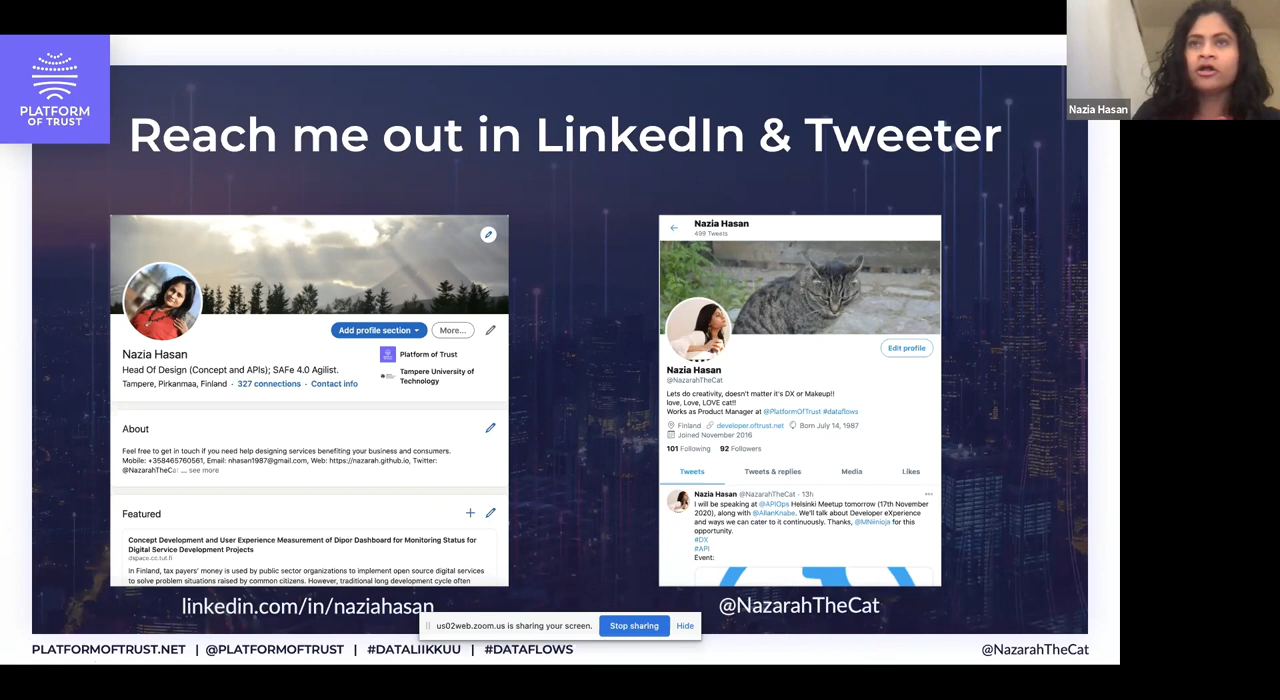 PLATFORM
OF TRUST
Reach me out in LinkedIn & Tweeter
Nazia Hasan
Add profile section
More...
Nazia Hasan
Head Of Design (Concept and APIs); SAFe 4.0 Agilist.
Tampere, Pirkanmaa, Finland · 327 connections · Contact info
Platform of Trust
Tampere University of
Technology
About
Feel free to get in touch if you need help designing services benefiting your business and consumers.
Mobile: +358465760561, Email: nhasan1987@gmail.com, Web: https://nazarah.github.io, Twitter:
@NazarahTheCat ... see more
Featured
Concept Development and User Experience Measurement of Dipor Dashboard for Monitoring Status for
Digital Service Development Projects
dspace.cc.tut.fi
In Finland, tax payers' money is used by public sector organizations to implement open source digital services
to solve problem situations raised by common citizens. However, traditional long development cycle often
linkedin.com/in/naziahasan
Nazia Hasan
499 Tweets
Edit profile
Nazia Hasan
@NazarahTheCat
Lets do creativity, doesn't matter it's DX or Makeup!!
love, Love, LOVE cat!!
Works as Product Manager at @PlatformOfTrust #dataflows
Finland developer.oftrust.net Born July 14, 1987
Joined November 2016
101 Following 92 Followers
Tweets Tweets & replies Media Likes
Nazia Hasan @NazarahTheCat · 13h
I will be speaking at @APIOps Helsinki Meetup tomorrow (17th November
2020), along with @AllanKnabe. We'll talk about Developer eXperience
and ways we can cater to it continuously. Thanks, @MNiinioja for this
opportunity.
#DX
#API
Event:
@NazarahTheCat
us02web.zoom.us is sharing your screen.
Stop sharing
Hide
PLATFORMOFTRUST.NET | @PLATFORMOFTRUST | #DATALIIKKUU | #DATAFLOWS
@NazarahTheCat